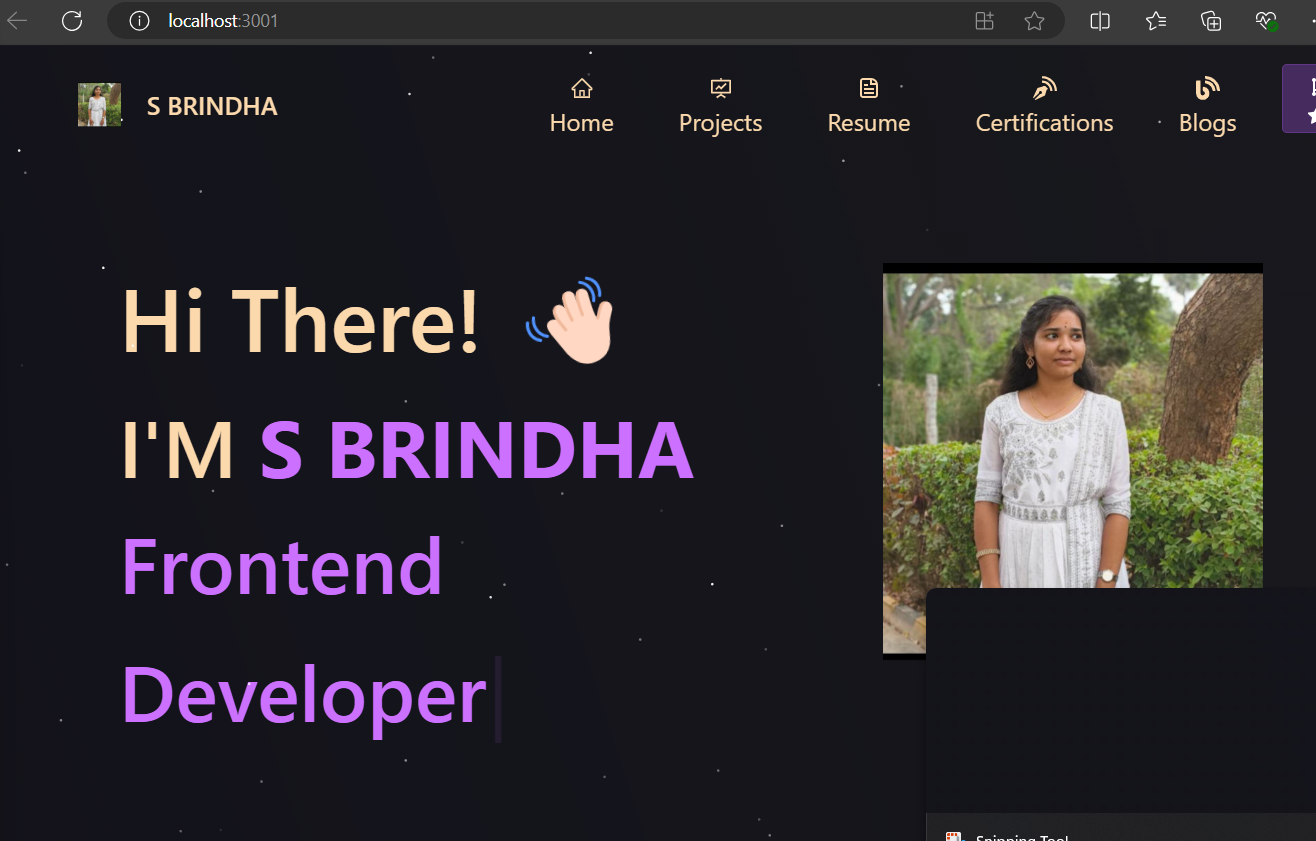 localhost:3001
S BRINDHA
Home
Projects
Resume
Certifications
Blogs
Hi There!
I'M S BRINDHA
Frontend
Developer
Snipping Tool